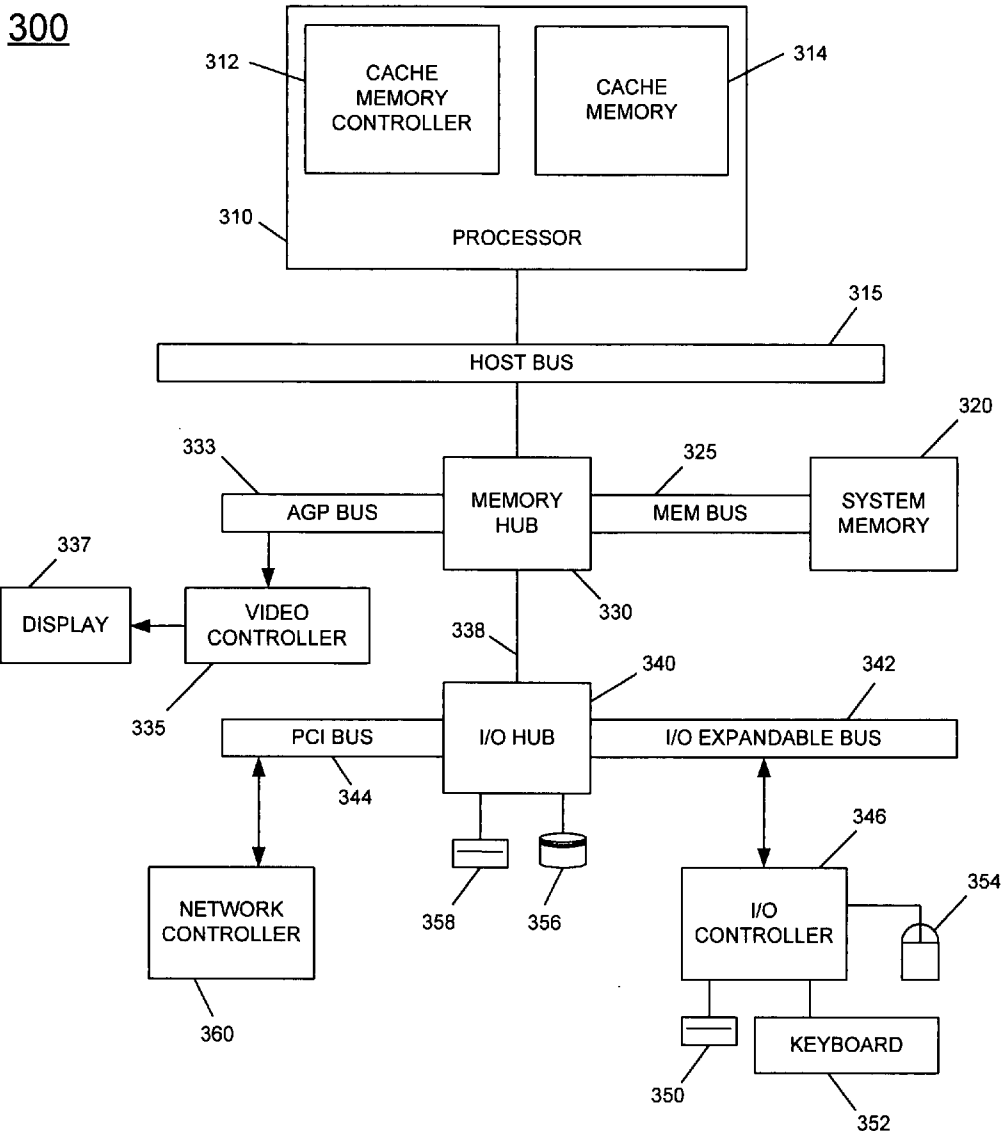 300
312
CACHE
MEMORY
CONTROLLER
CACHE
MEMORY
314
310
PROCESSOR
315
HOST BUS
333
325
320
AGP BUS
MEMORY
HUB
MEM BUS
SYSTEM
MEMORY
337
DISPLAY
VIDEO
CONTROLLER
330
338
335
340
342
PCI BUS
I/O HUB
I/O EXPANDABLE BUS
344
346
358
356
354
NETWORK
CONTROLLER
I/O
CONTROLLER
360
350
KEYBOARD
352